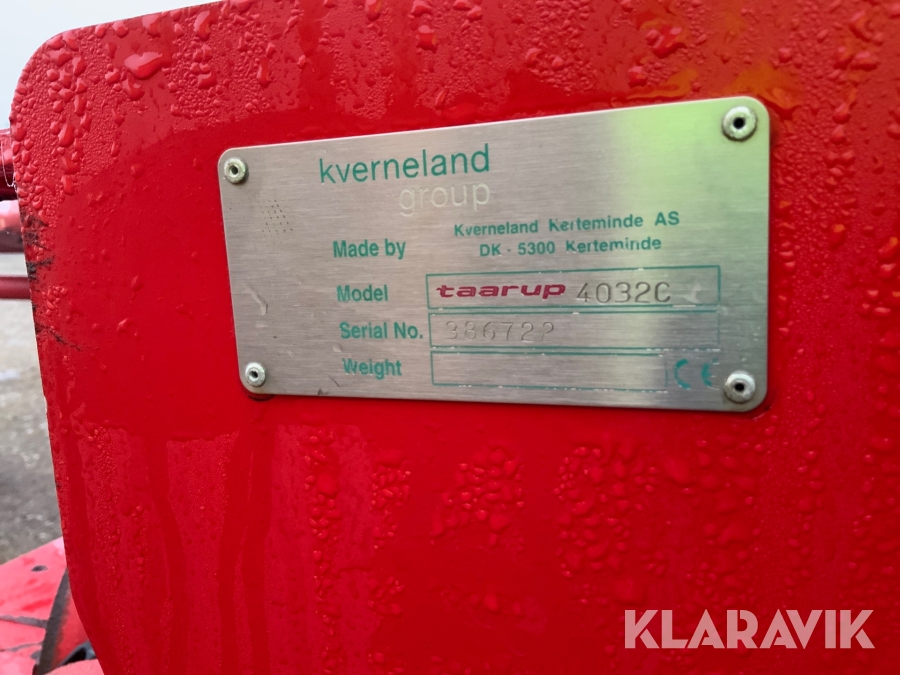 kverneland
group
Made by Kverneland Kerteminde AS
DK - 5300 Kerteminde
Model taarup 4032C
Serial No.
Weight CE
KLARAVIK